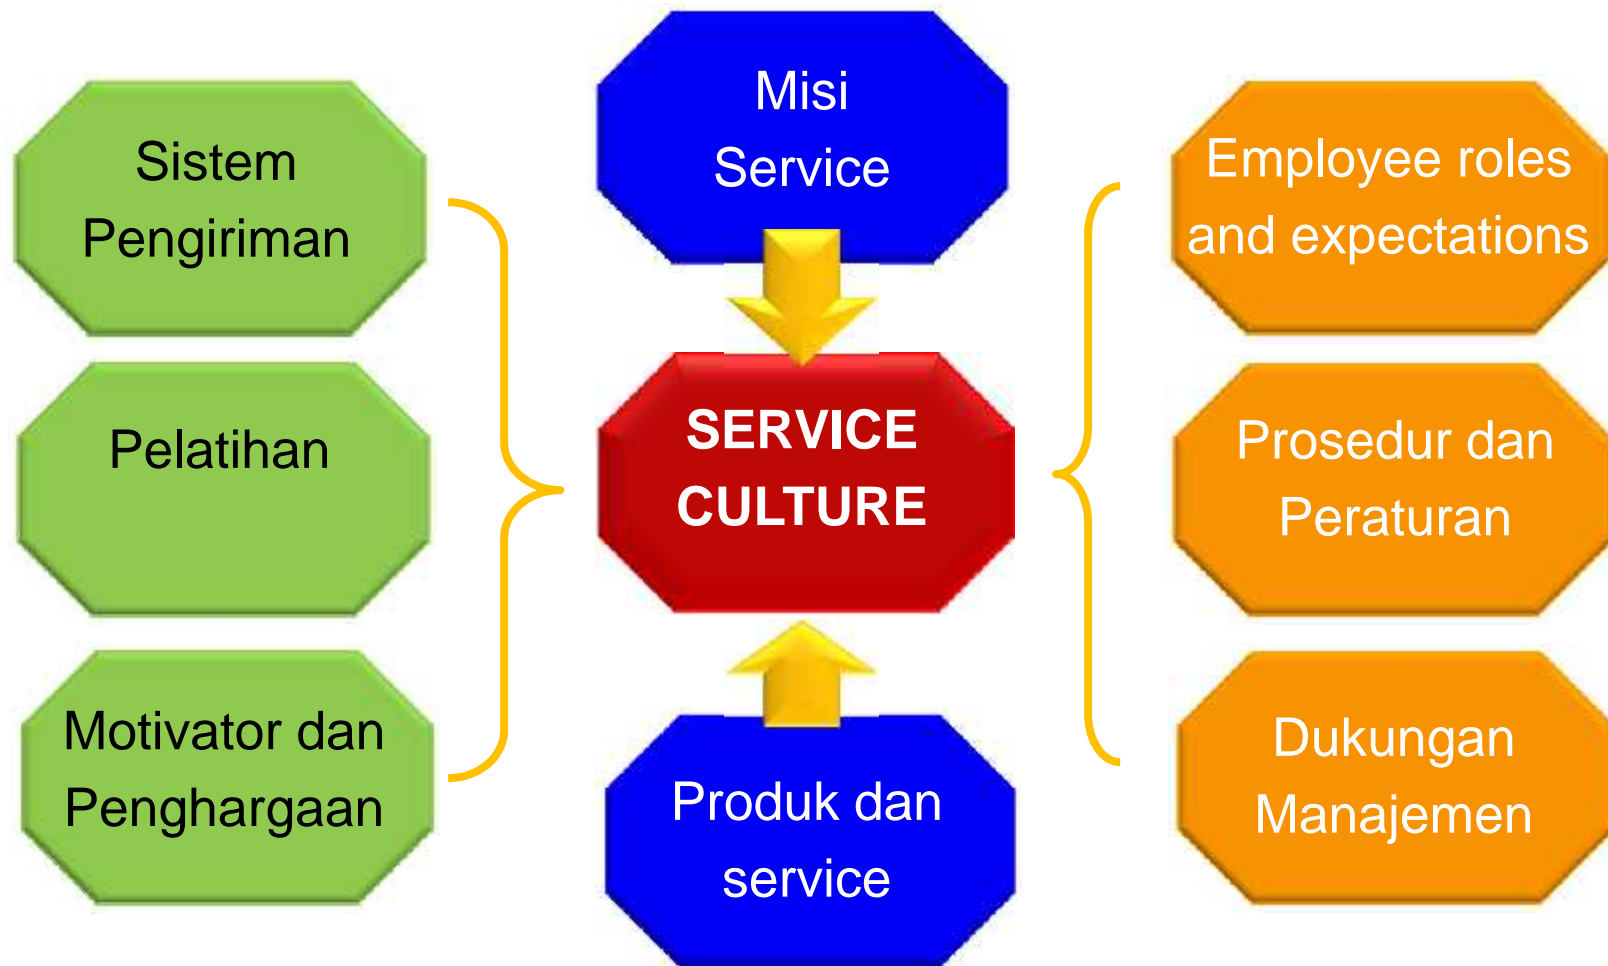 Misi
Service
Sistem
Pengiriman
Employee roles
and expectations
Pelatihan
SERVICE
CULTURE
Prosedur dan
Peraturan
Motivator dan
Penghargaan
Produk dan
service
Dukungan
Manajemen